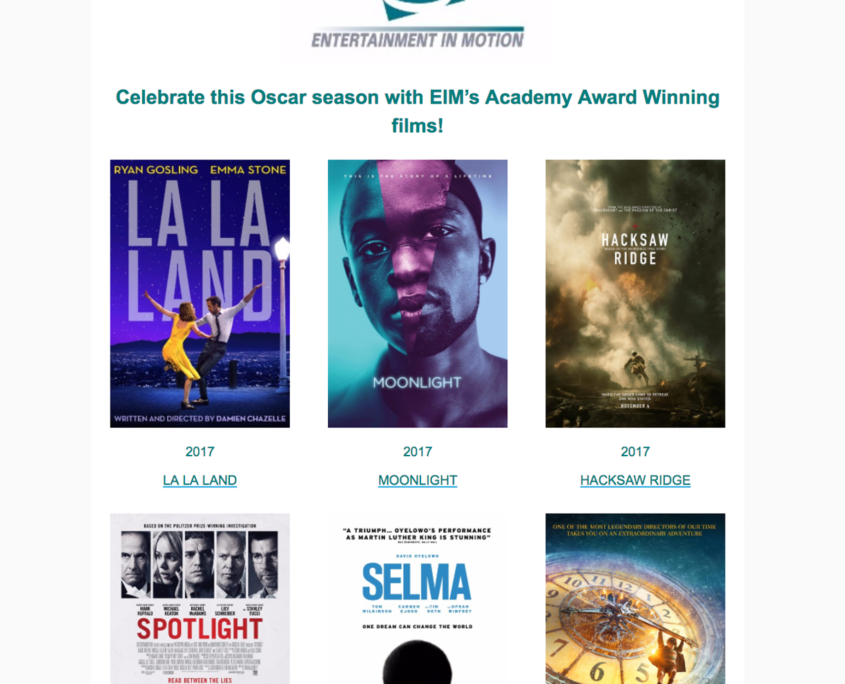 ENTERTAINMENT IN MOTION
Celebrate this Oscar season with EIM's Academy Award Winning
films!
RYAN GOSLING EMMA STONE
LA LA
LAND
WRITTEN AND DIRECTED BY DAMIEN CHAZELLE
THIS IS THE STORY OF A LIFETIME
MOONLIGHT
HACKSAW
RIDGE
NOVEMBER 4
2017
2017
2017
LA LA LAND
MOONLIGHT
HACKSAW RIDGE
BASED ON THE PULITZER PRIZE-WINNING INVESTIGATION
MARK RUFFALO
MICHAEL KEATON
RACHEL McADAMS
LIEV SCHREIBER
STANLEY TUCCI
SPOTLIGHT
READ BETWEEN THE LIES
"A TRIUMPH... OYELOWO'S PERFORMANCE
AS MARTIN LUTHER KING IS STUNNING"
DAVID OYELOWO
SELMA
TOM WILKINSON
CARMEN EJOGO
TIM ROTH
OPRAH WINFREY
ONE DREAM CAN CHANGE THE WORLD
ONE OF THE MOST LEGENDARY DIRECTORS OF OUR TIME
TAKES YOU ON AN EXTRAORDINARY ADVENTURE